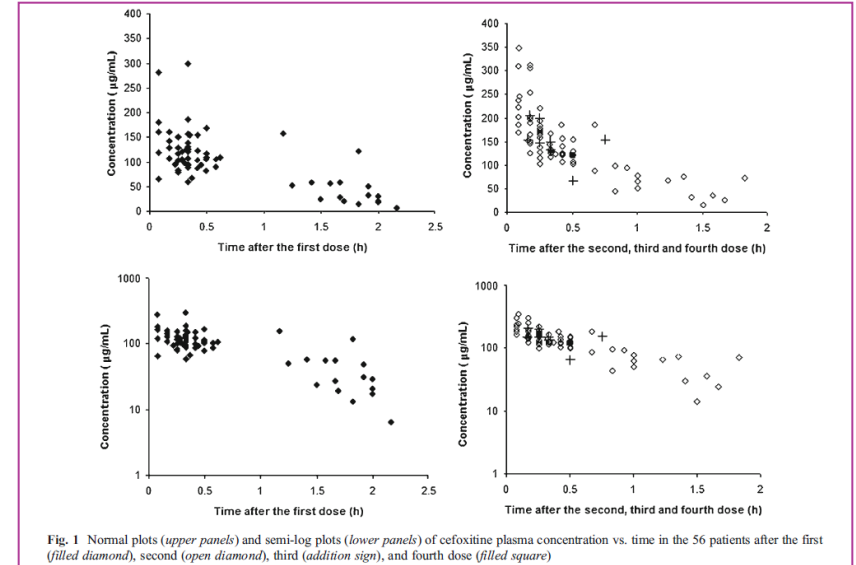 400
350
300
250
200
150
100
50
0
Concentration ( µg/mL)
0 0.5 1 1.5 2 2.5
Time after the first dose (h)
400
350
300
250
200
150
100
50
0
Concentration ( µg/mL)
0 0.5 1 1.5 2
Time after the second, third and fourth dose (h)
1000
100
10
1
Concentration ( µg/mL)
0 0.5 1 1.5 2 2.5
Time after the first dose (h)
1000
100
10
1
Concentration ( µg/mL)
0 0.5 1 1.5 2
Time after the second, third and fourth dose (h)
Fig. 1 Normal plots (upper panels) and semi-log plots (lower panels) of cefoxitine plasma concentration vs. time in the 56 patients after the first
(filled diamond), second (open diamond), third (addition sign), and fourth dose (filled square)